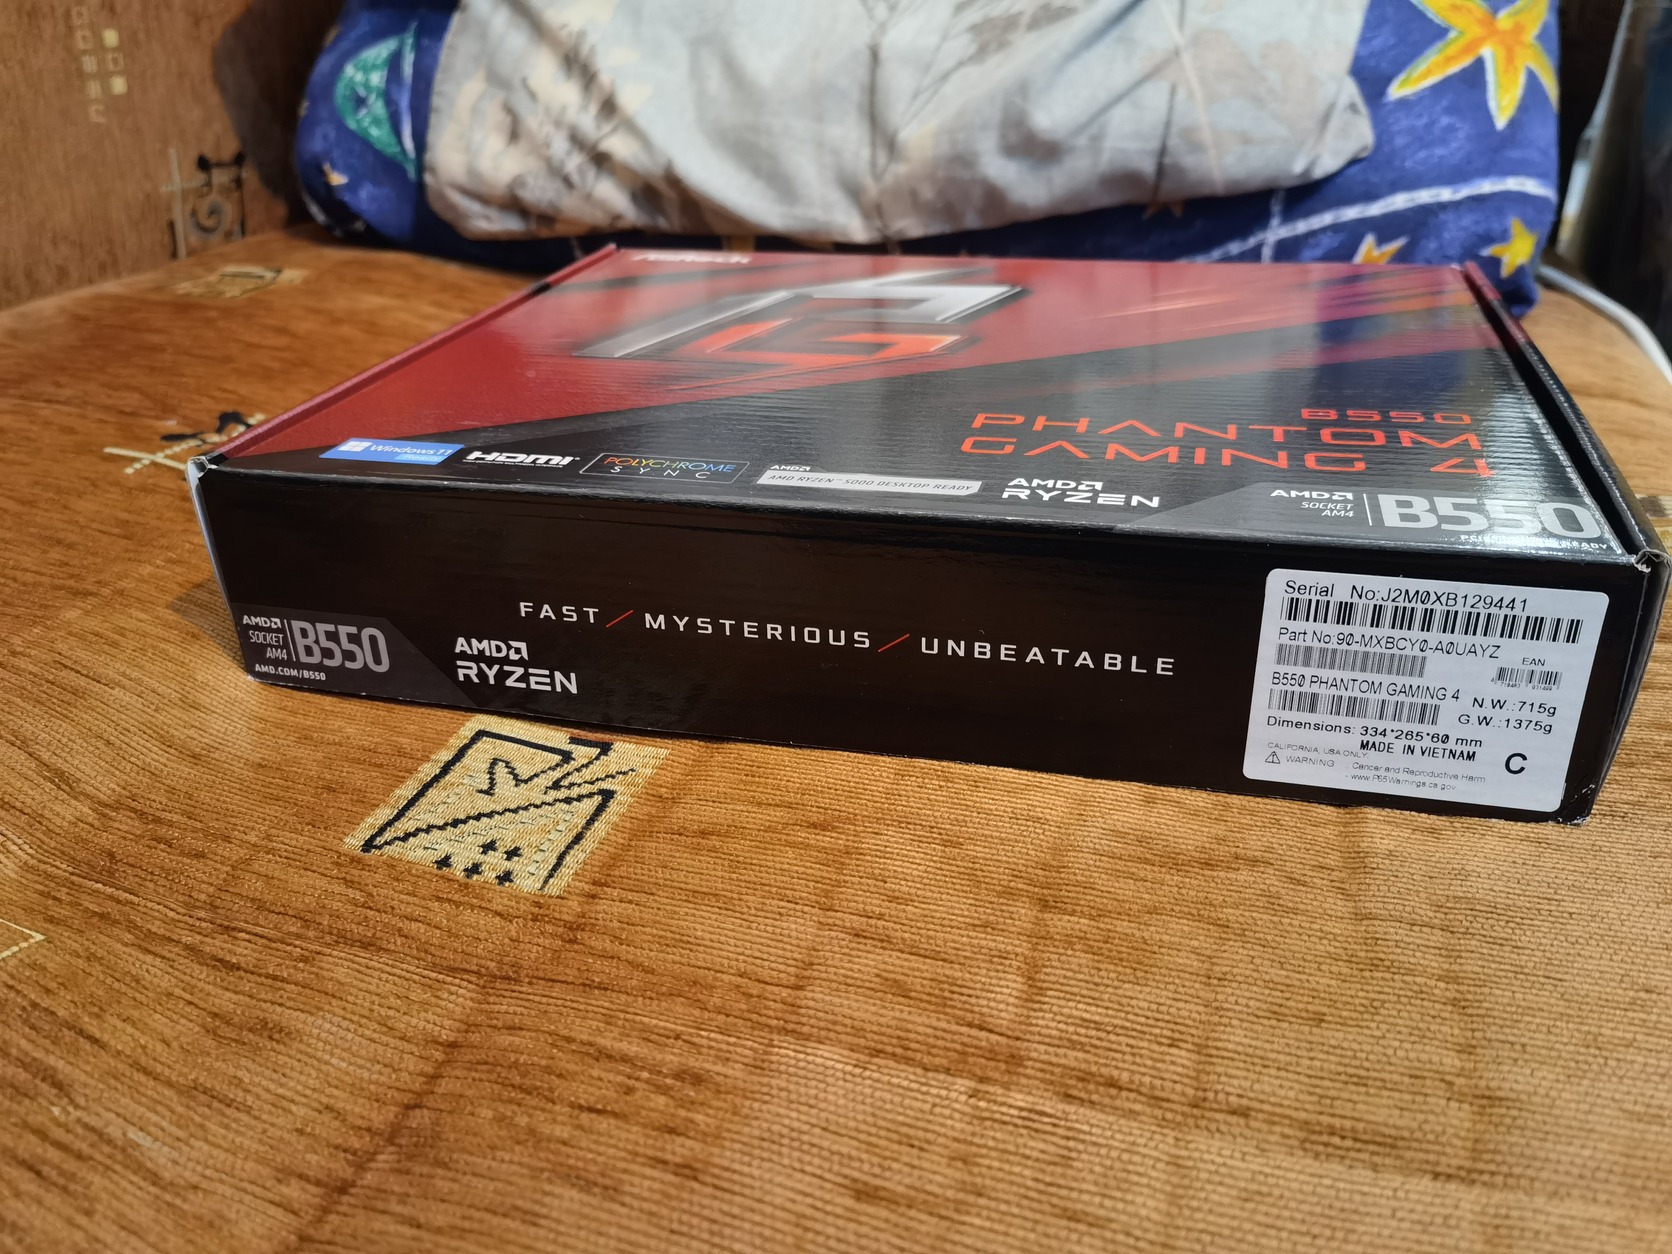 ASRock
B550
PHANTOM
GAMING 4
Windows 11
HDMI
POLYCHROME
SYNC
AMD
AMD RYZEN™ 5000 DESKTOP READY
AMD
RYZEN
AMD
SOCKET
AM4
B550
AMD
SOCKET
AM4
B550
AMD.COM/B550
AMD
RYZEN
FAST / MYSTERIOUS / UNBEATABLE
Serial No:J2M0XB129441
Part No:90-MXBCY0-A0UAYZ
EAN
B550 PHANTOM GAMING 4
N.W.:715g
G.W.:1375g
Dimensions: 334*265*60 mm
MADE IN VIETNAM
C
CALIFORNIA, USA ONLY
WARNING
Cancer and Reproductive Harm
- www.P65Warnings.ca.gov